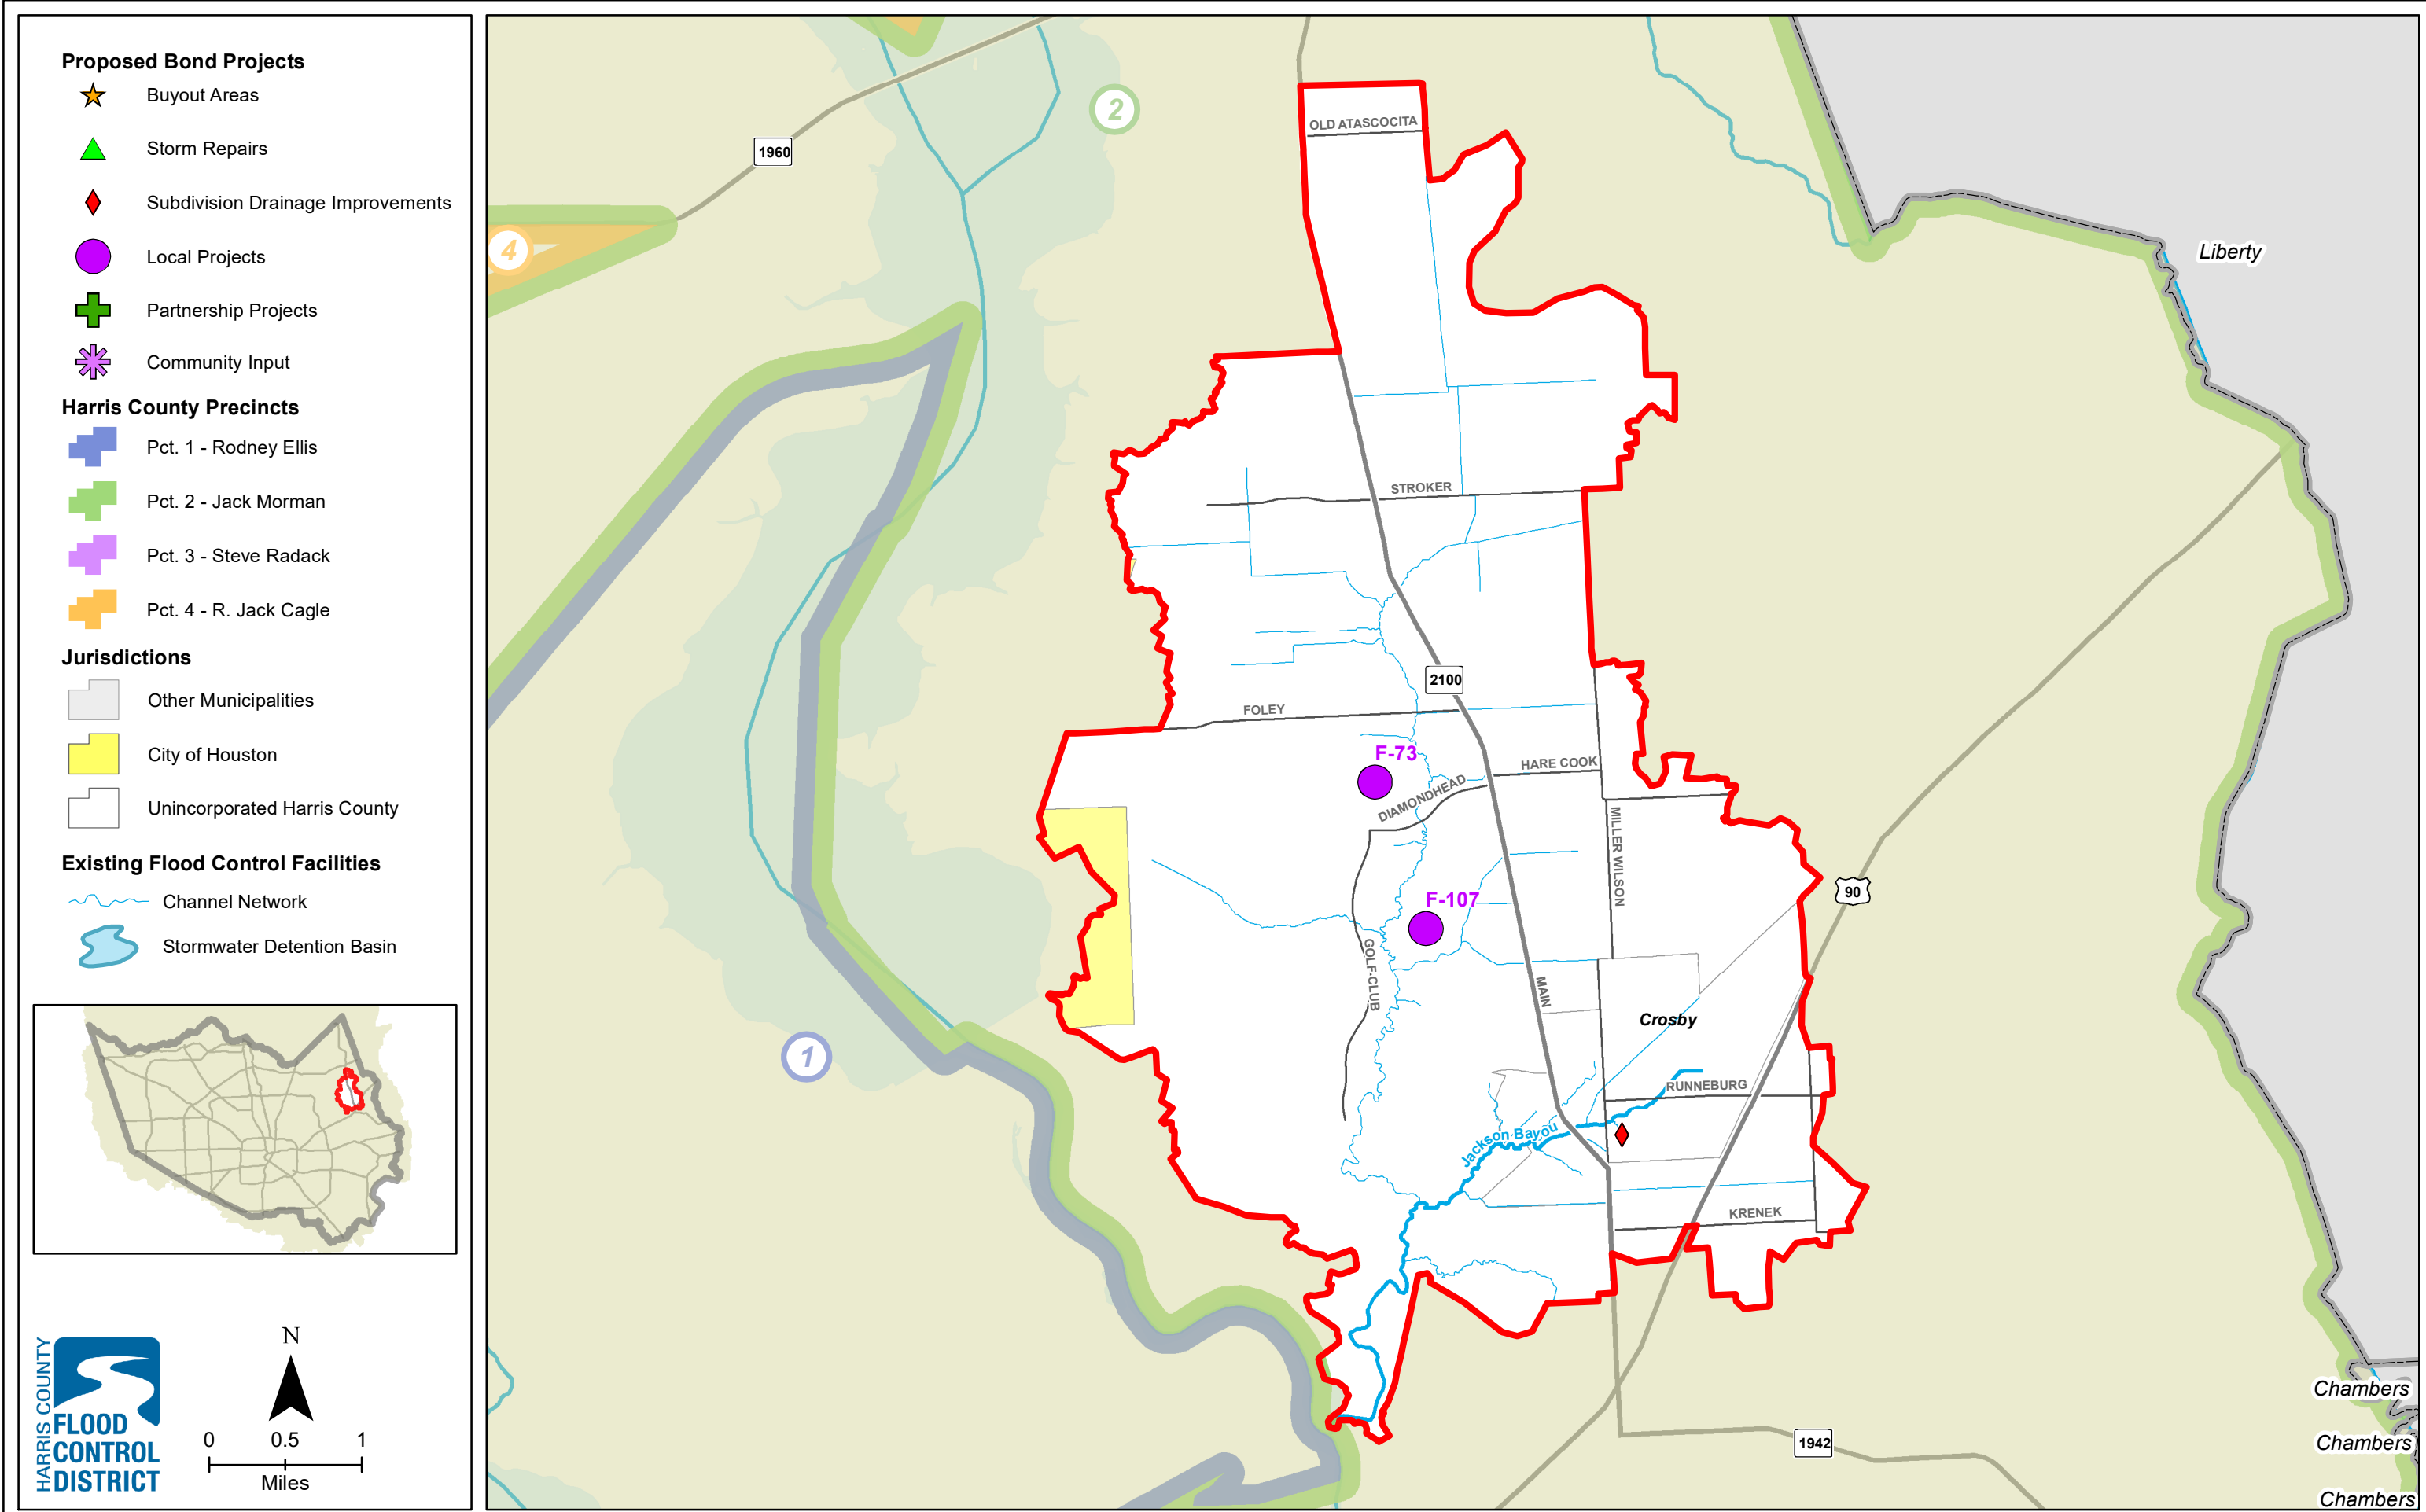 Proposed Bond Projects
Buyout Areas
Storm Repairs
Subdivision Drainage Improvements
Local Projects
Partnership Projects
Community Input
Harris County Precincts
Pct. 1 - Rodney Ellis
Pct. 2 - Jack Morman
Pct. 3 - Steve Radack
Pct. 4 - R. Jack Cagle
Jurisdictions
Other Municipalities
City of Houston
Unincorporated Harris County
Existing Flood Control Facilities
Channel Network
Stormwater Detention Basin
HARRIS COUNTY
FLOOD
CONTROL
DISTRICT
N
0 0.5 1
Miles
2
OLD ATASCOCITA
1960
4
Liberty
STROKER
2100
FOLEY
F-73
HARE COOK
DIAMONDHEAD
MILLER WILSON
90
F-107
GOLF CLUB
MAIN
Crosby
1
RUNNEBURG
Jackson Bayou
KRENEK
1942
Chambers
Chambers
Chambers